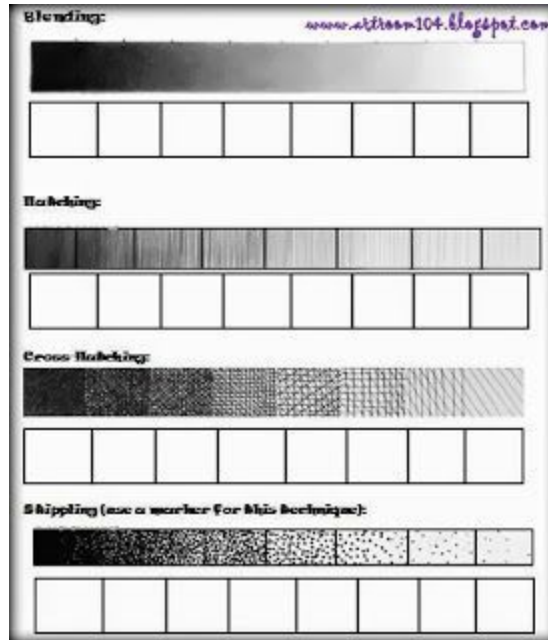 Blending:
www.artroom104.blogspot.com
Hatching:
Cross Hatching:
Stippling (use a marker for this technique):